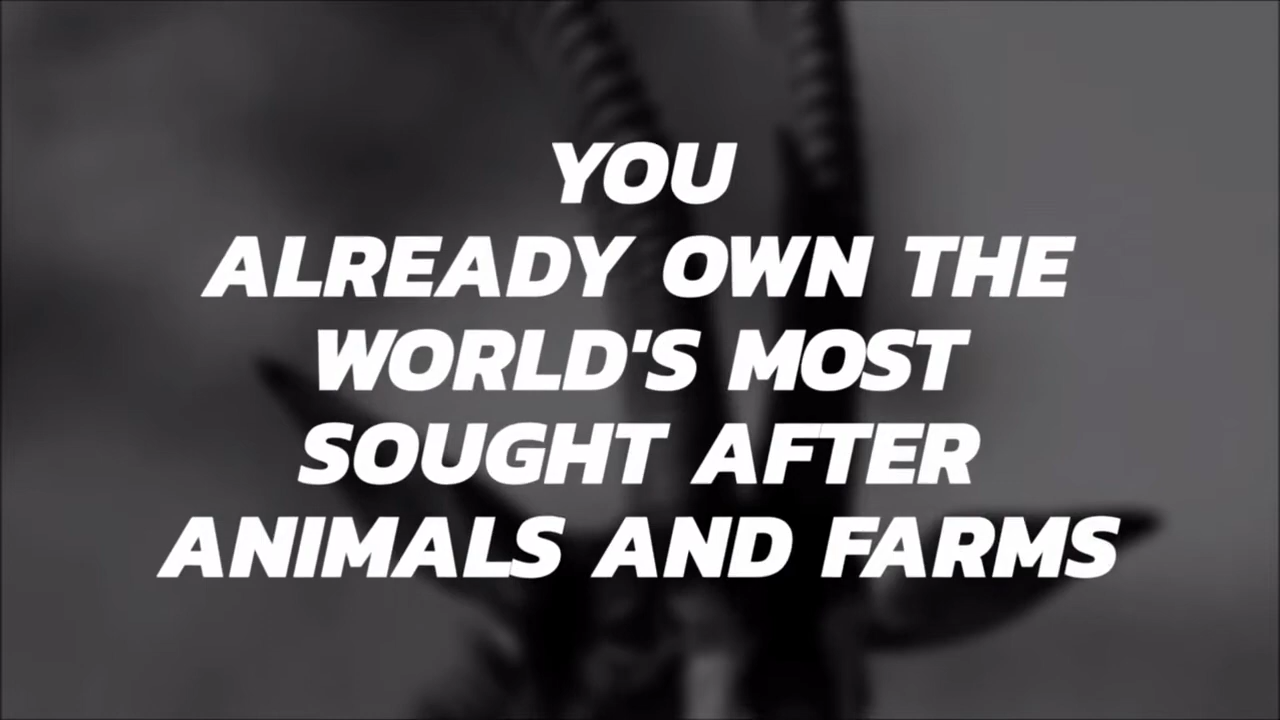 YOU
ALREADY OWN THE
WORLD'S MOST
SOUGHT AFTER
ANIMALS AND FARMS